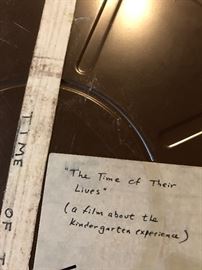 TIME OF T
"The Time of Their
Lives"
(a film about the
kindergarten experience)